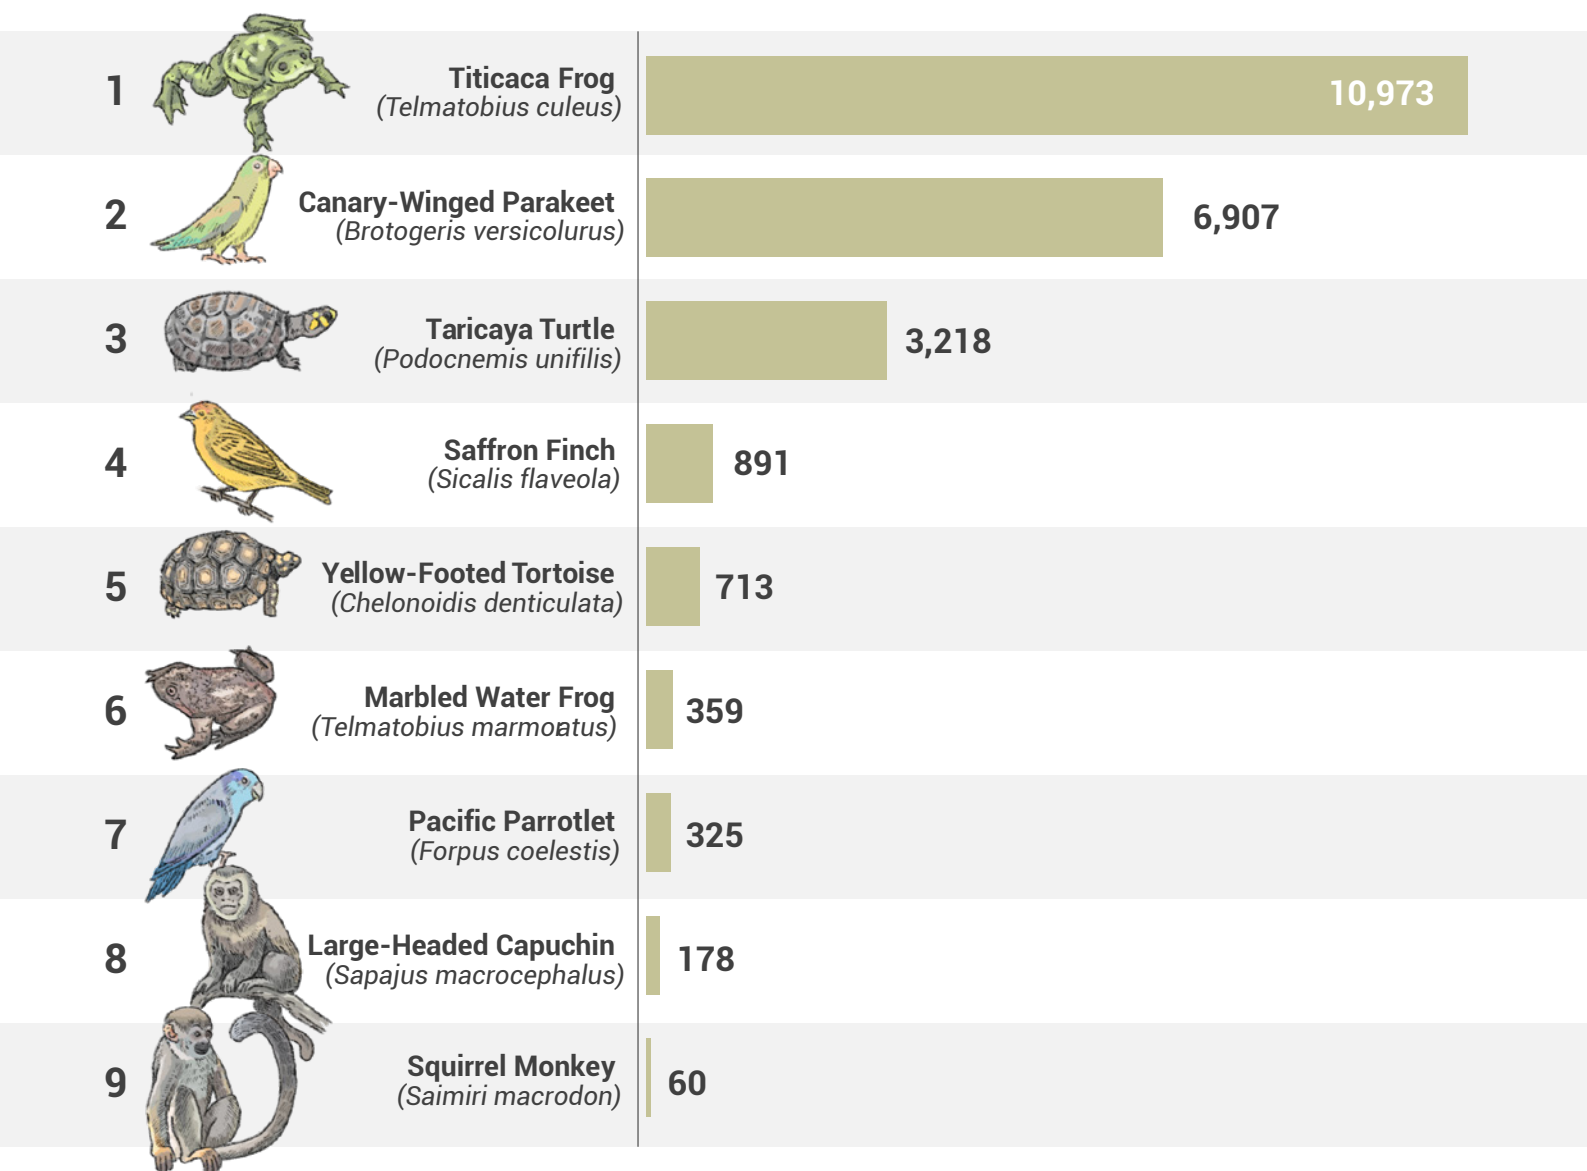 1
Titicaca Frog
(Telmatobius culeus)
10,973
2
Canary-Winged Parakeet
(Brotogeris versicolurus)
6,907
3
Taricaya Turtle
(Podocnemis unifilis)
3,218
4
Saffron Finch
(Sicalis flaveola)
891
5
Yellow-Footed Tortoise
(Chelonoidis denticulata)
713
6
Marbled Water Frog
(Telmatobius marmoratus)
359
7
Pacific Parrotlet
(Forpus coelestis)
325
8
Large-Headed Capuchin
(Sapajus macrocephalus)
178
9
Squirrel Monkey
(Saimiri macrodon)
60